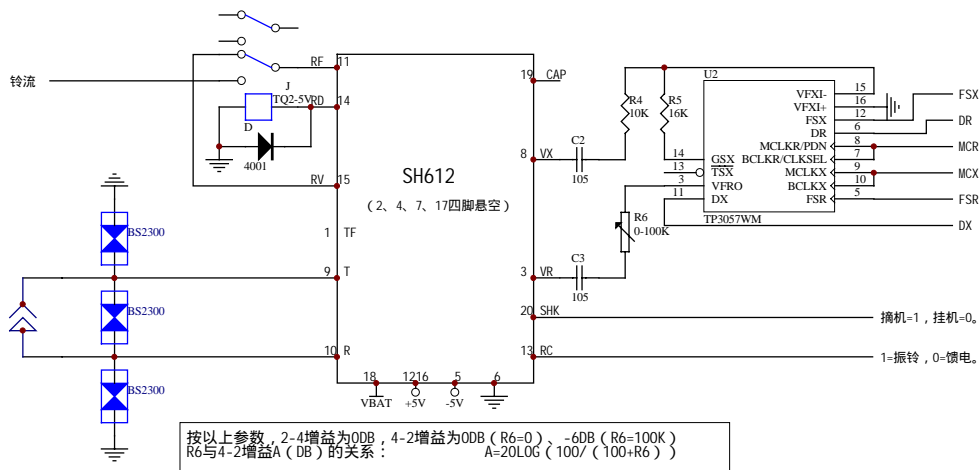 铃流
RF
11
J
TQ2-5V
RD
14
D
4001
RV
15
1
TF
9
T
10
R
BS2300
BS2300
BS2300
SH612
（2、4、7、17四脚悬空）
18
VBAT
1216
+5V
5
-5V
6
19
CAP
8
VX
C2
105
R4
10K
R5
16K
R6
0-100K
3
VR
C3
105
20
SHK
13
RC
U2
14
GSX
13
TSX
3
VFRO
11
DX
VFXI-
15
VFXI+
16
FSX
12
DR
6
MCLKR/PDN
8
BCLKR/CLKSEL
7
MCLKX
9
BCLKX
10
FSR
5
TP3057WM
FSX
DR
MCR
MCX
FSR
DX
摘机=1，挂机=0。
1=振铃，0=馈电。
按以上参数，2-4增益为0DB，4-2增益为0DB（R6=0）、-6DB（R6=100K）
R6与4-2增益A（DB）的关系： A=20LOG（100/（100+R6））